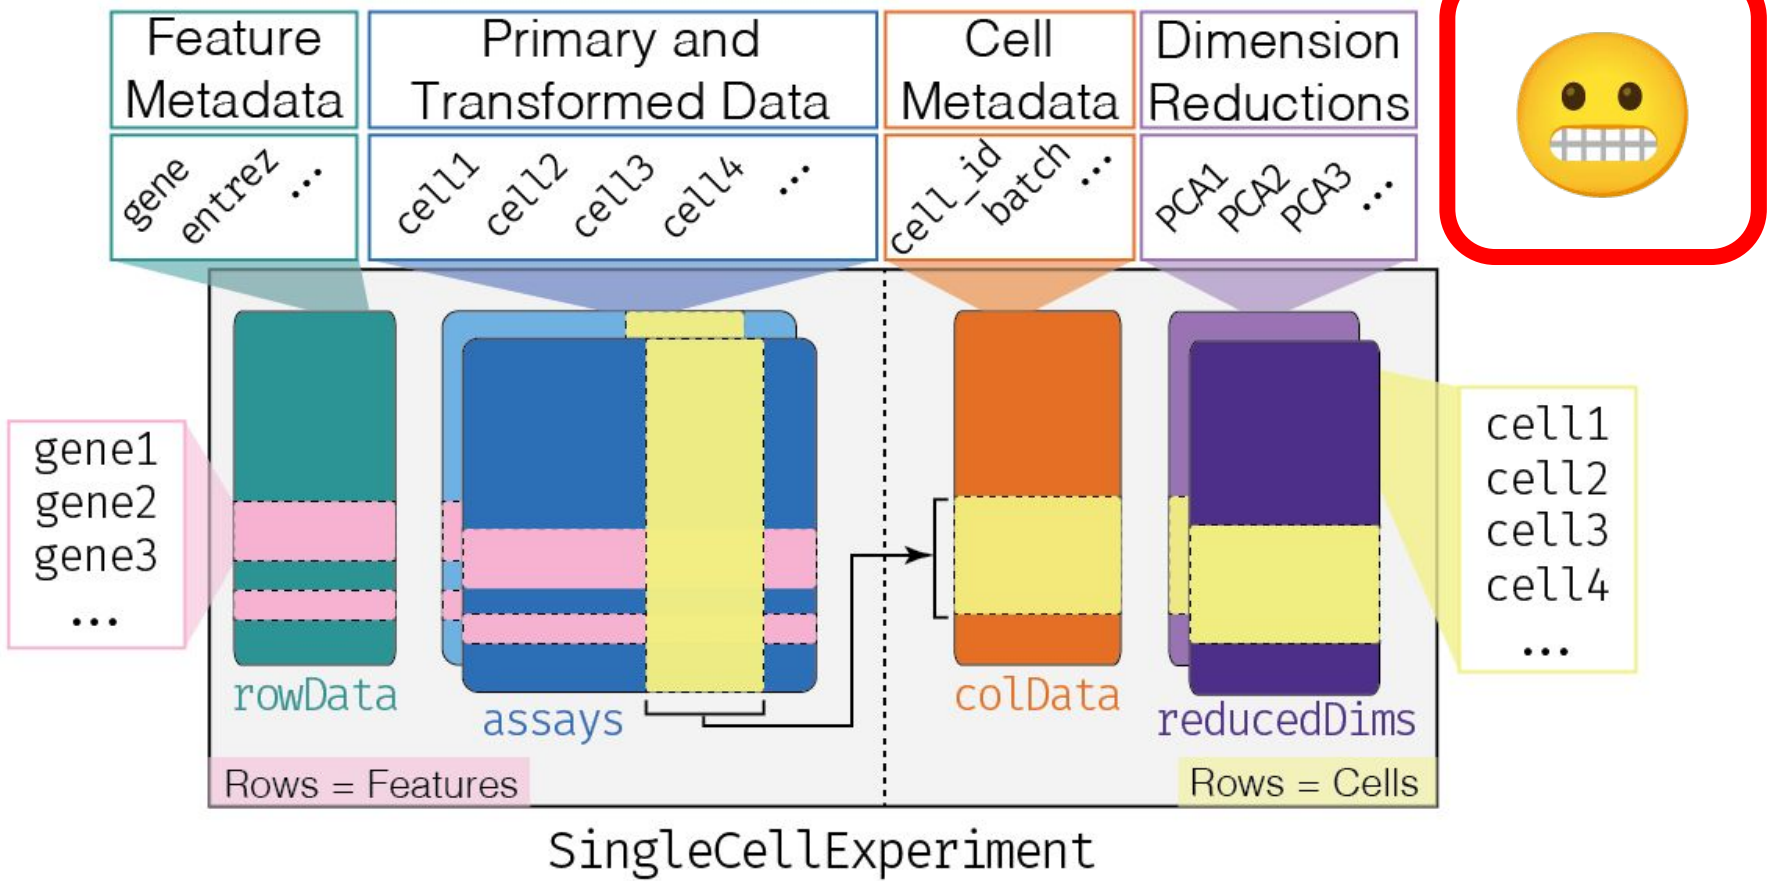 Feature
Metadata
Primary and
Transformed Data
Cell
Metadata
Dimension
Reductions
gene
entrez
...
cell1
cell2
cell3
cell4
...
cell_id
batch
...
PCA1
PCA2
PCA3
...
gene1
gene2
gene3
...
cell1
cell2
cell3
cell4
...
rowData
assays
colData
reducedDims
Rows = Features
Rows = Cells
SingleCellExperiment